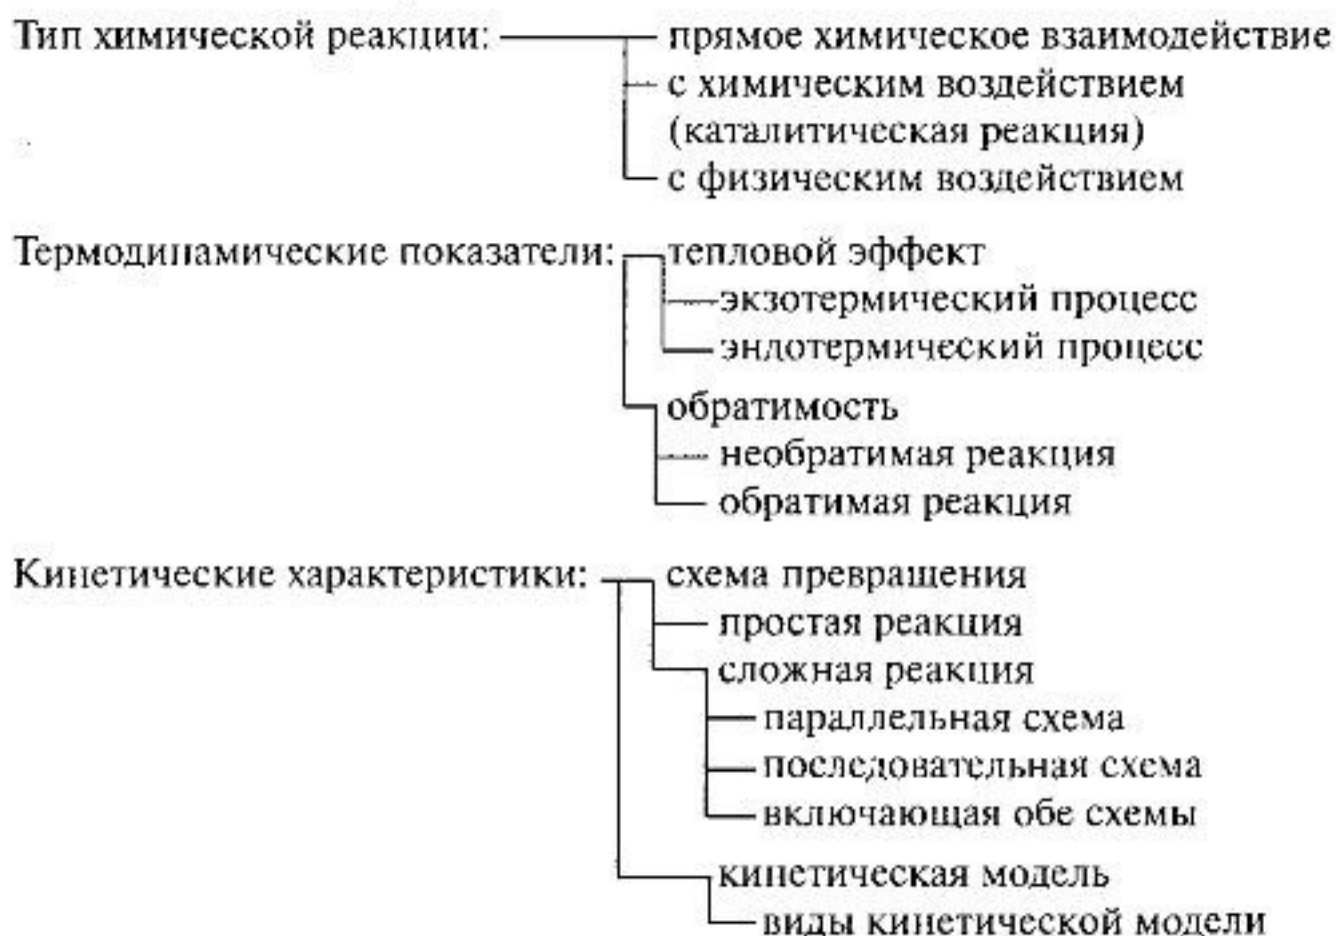 Тип химической реакции: прямое химическое взаимодействие
с химическим воздействием
(каталитическая реакция)
с физическим воздействием
Термодинамические показатели: тепловой эффект
экзотермический процесс
эндотермический процесс
обратимость
необратимая реакция
обратимая реакция
Кинетические характеристики: схема превращения
простая реакция
сложная реакция
параллельная схема
последовательная схема
включающая обе схемы
кинетическая модель
виды кинетической модели